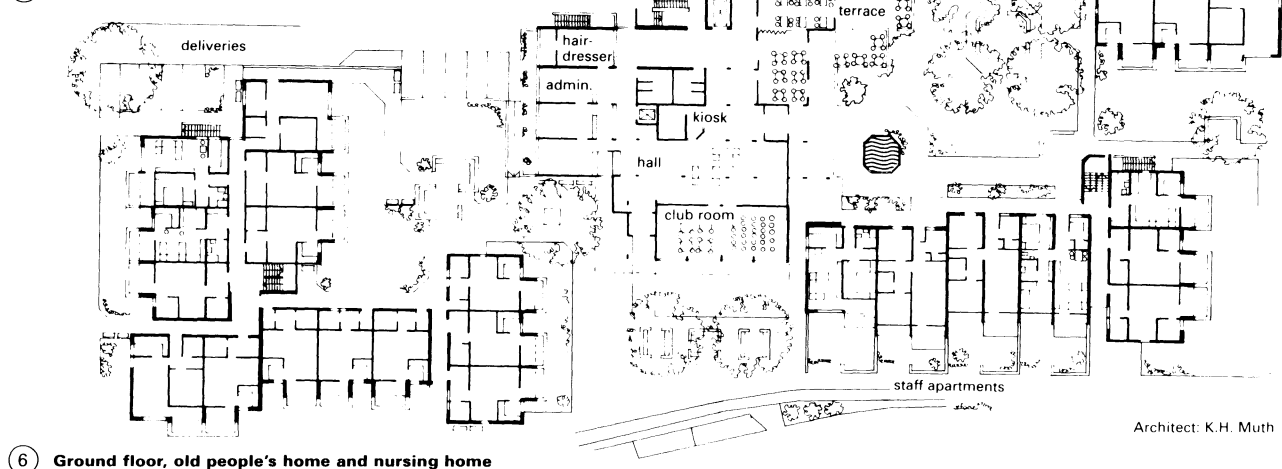 terrace
deliveries
hair-
dresser
admin.
kiosk
hall
club room
staff apartments
Architect: K.H. Muth
6 Ground floor, old people's home and nursing home